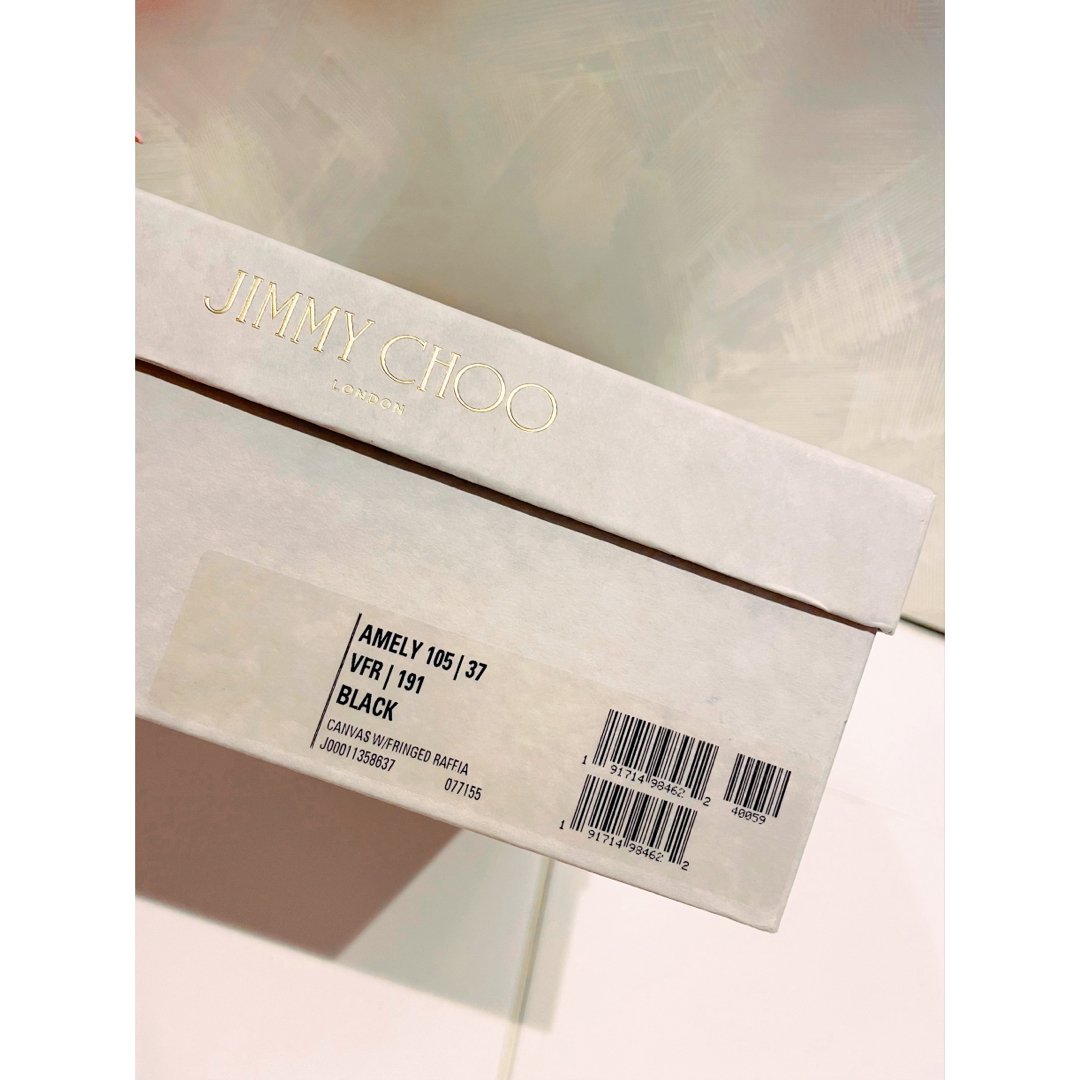 JIMMY CHOO
LONDON
AMELY 105 | 37
VFR | 191
BLACK
CANVAS W/FRINGED RAFFIA
J00011358637 077155
1 91714 98462 2
40059
1 91714 98462 2